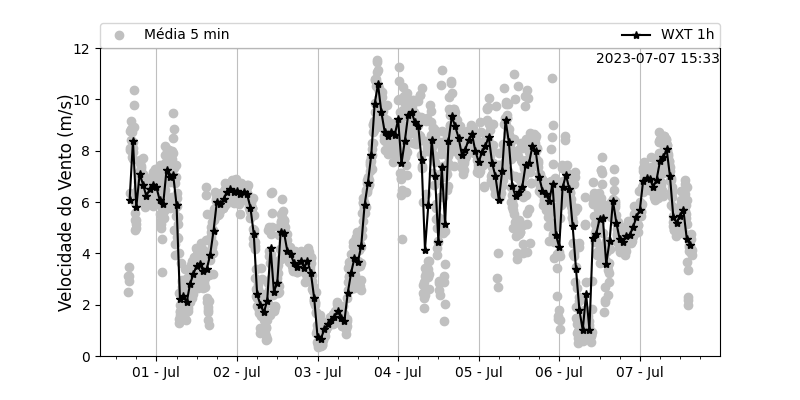 Média 5 min
WXT 1h
2023-07-07 15:33
Velocidade do Vento (m/s)
12
10
8
6
4
2
0
01 - Jul
02 - Jul
03 - Jul
04 - Jul
05 - Jul
06 - Jul
07 - Jul